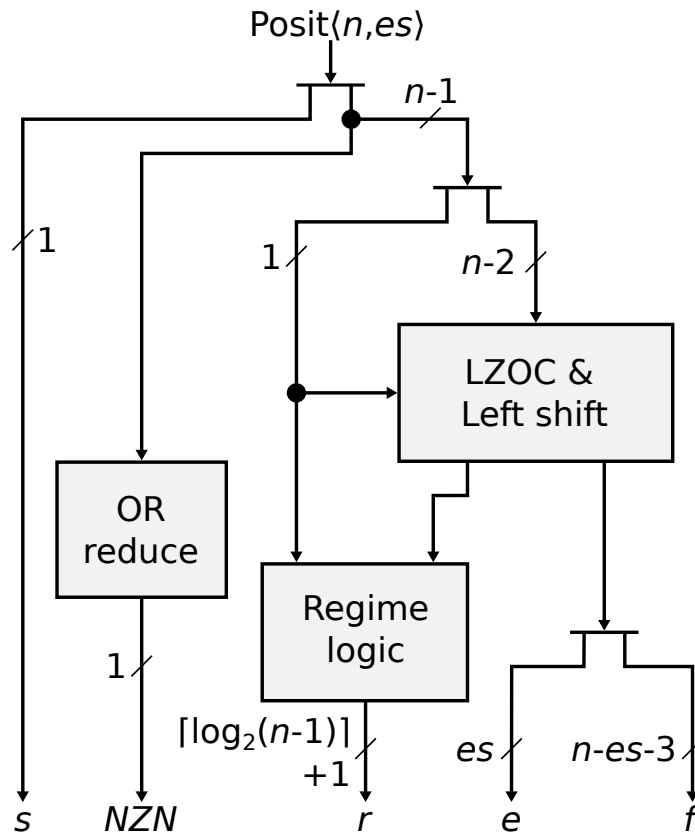 Posit⟨n,es⟩
n-1
1
1
n-2
LZOC &
Left shift
OR
reduce
Regime
logic
1
⌈log₂(n-1)⌉
+1
es
n-es-3
s
NZN
r
e
f